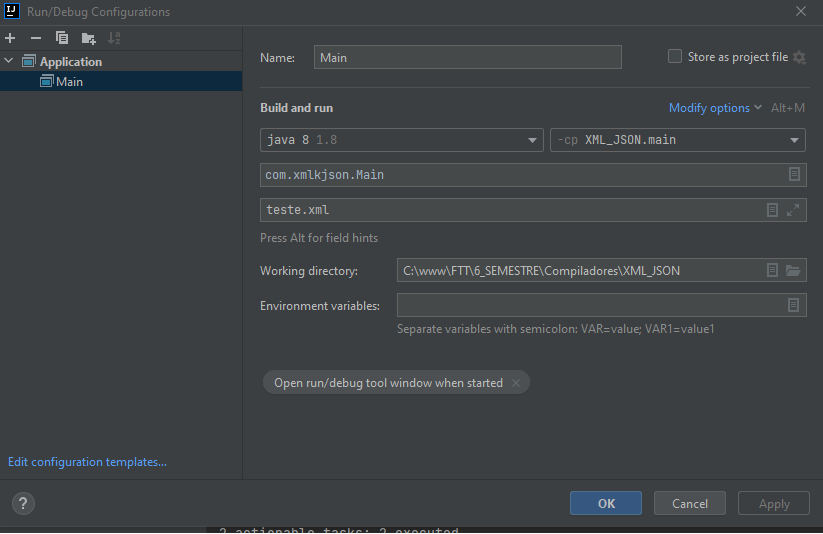 Run/Debug Configurations
Application
Main
Name: Main Store as project file
Build and run Modify options Alt+M
java 8 1.8 -cp XML_JSON.main
com.xmlkjson.Main
teste.xml
Press Alt for field hints
Working directory: C:\www\FTT\6_SEMESTRE\Compiladores\XML_JSON
Environment variables:
Separate variables with semicolon: VAR=value; VAR1=value1
Open run/debug tool window when started ×
Edit configuration templates...
? OK Cancel Apply
2 actionable tasks: 2 executed